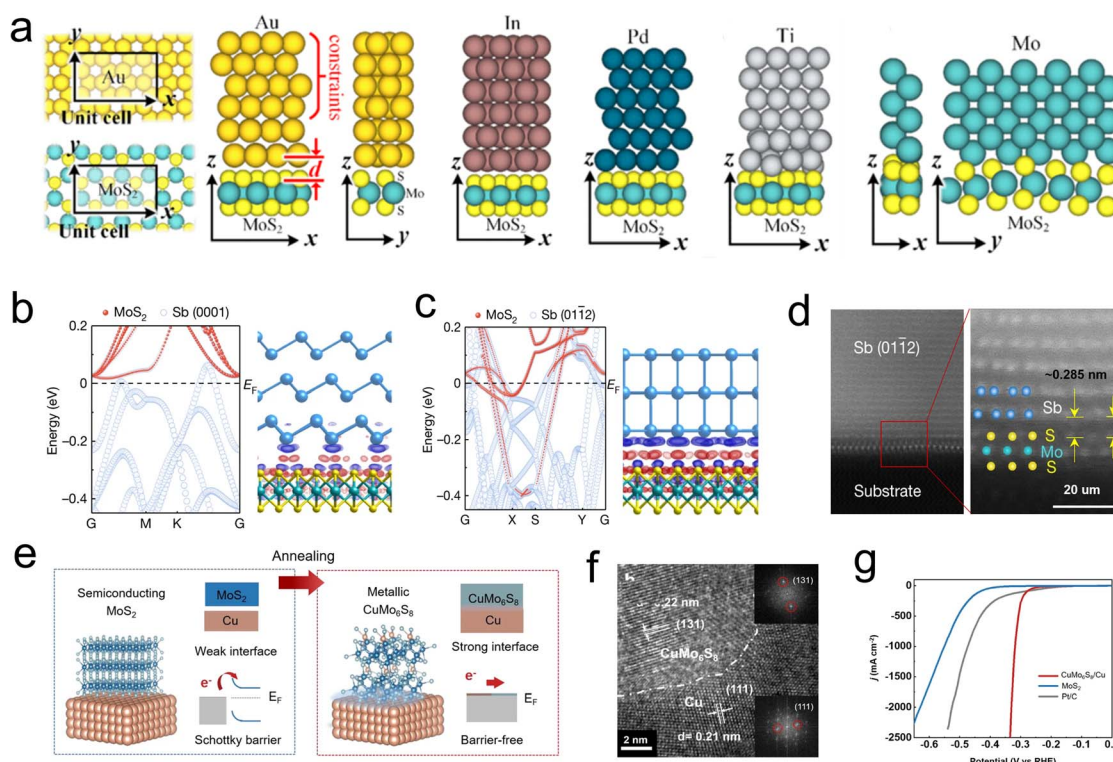 a
Au
In
Pd
Ti
Mo
y
Au
x
Unit cell
constraints
y
MoS2
x
Unit cell
d
z
S
Mo
S
MoS2
x
z
y
z
MoS2
x
z
MoS2
x
z
MoS2
x
z
x
z
MoS2
y
b
MoS2 Sb (0001)
0.2
0
−0.2
−0.4
Energy (eV)
EF
G M K G
c
MoS2 Sb (011̅2)
0.2
0
−0.2
−0.4
Energy (eV)
EF
G X S Y G
d
Sb (011̅2)
Substrate
~0.285 nm
Sb
S
Mo
S
20 um
e
Annealing
Semiconducting
MoS2
MoS2
Cu
Weak interface
e-
EF
Schottky barrier
Metallic
CuMo6S8
CuMo6S8
Cu
Strong interface
e-
EF
Barrier-free
f
(131)
22 nm
(131)
CuMo6S8
(111)
Cu
d= 0.21 nm
(111)
2 nm
g
0
-500
-1000
-1500
-2000
-2500
j (mA cm-2)
CuMo6S8/Cu
MoS2
Pt/C
-0.6 -0.5 -0.4 -0.3 -0.2 -0.1 0.
Potential (V vs RHE)